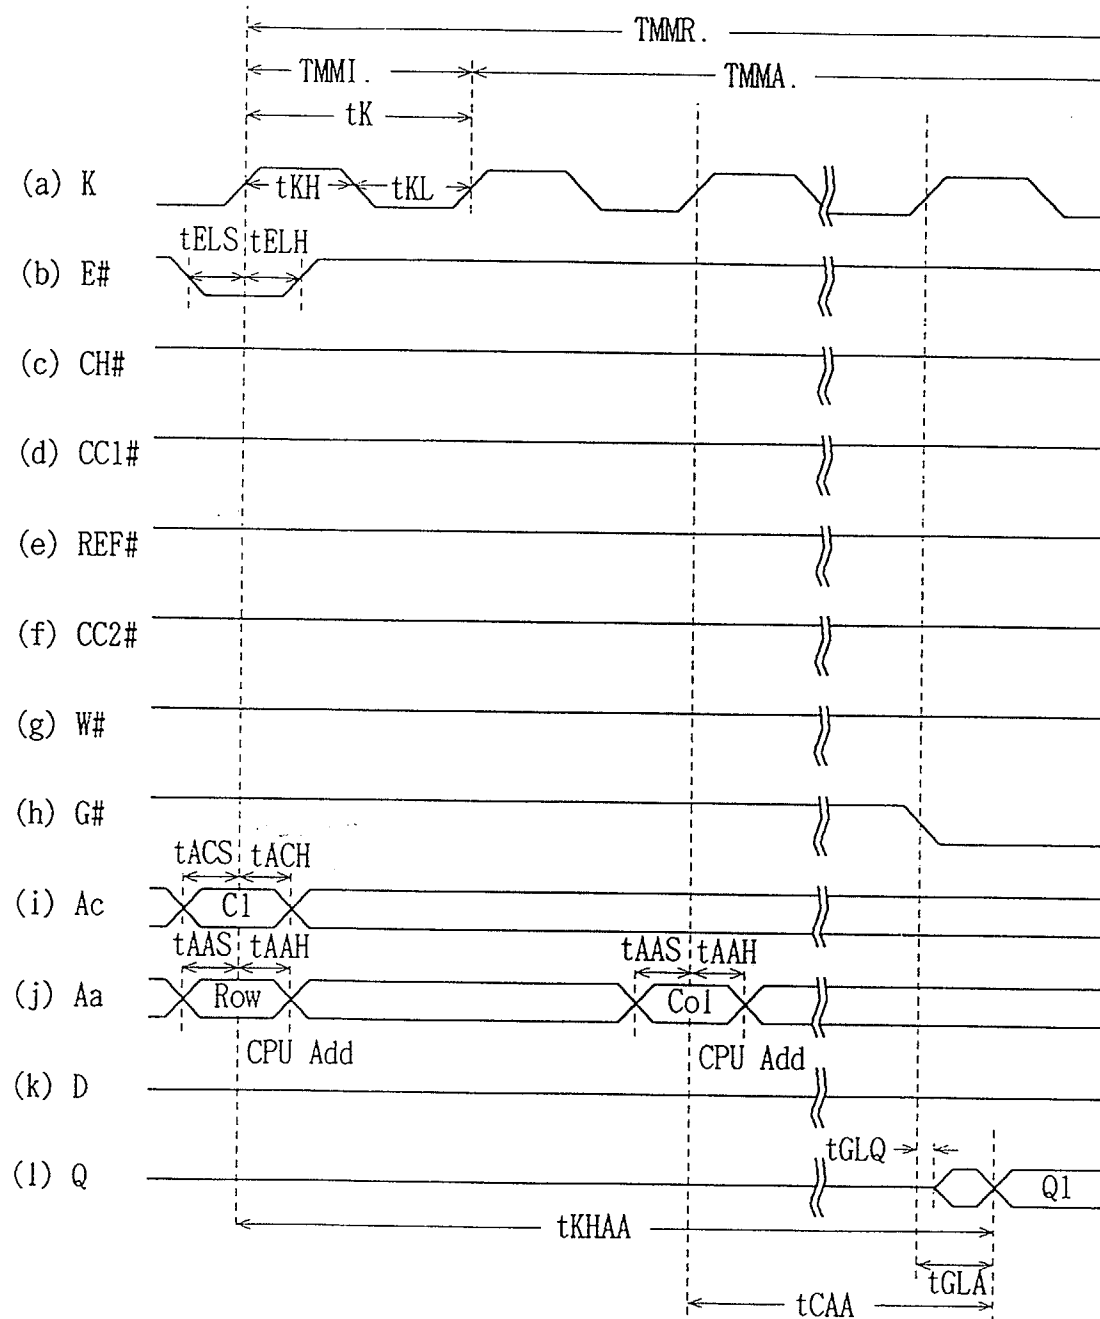 TMMR.
TMMI.
TMMA.
tK
(a) K
tKH
tKL
tELS
tELH
(b) E#
(c) CH#
(d) CC1#
(e) REF#
(f) CC2#
(g) W#
(h) G#
tACS
tACH
(i) Ac
C1
tAAS
tAAH
tAAS
tAAH
(j) Aa
Row
Col
CPU Add
CPU Add
(k) D
tGLQ
(l) Q
Q1
tKHAA
tGLA
tCAA